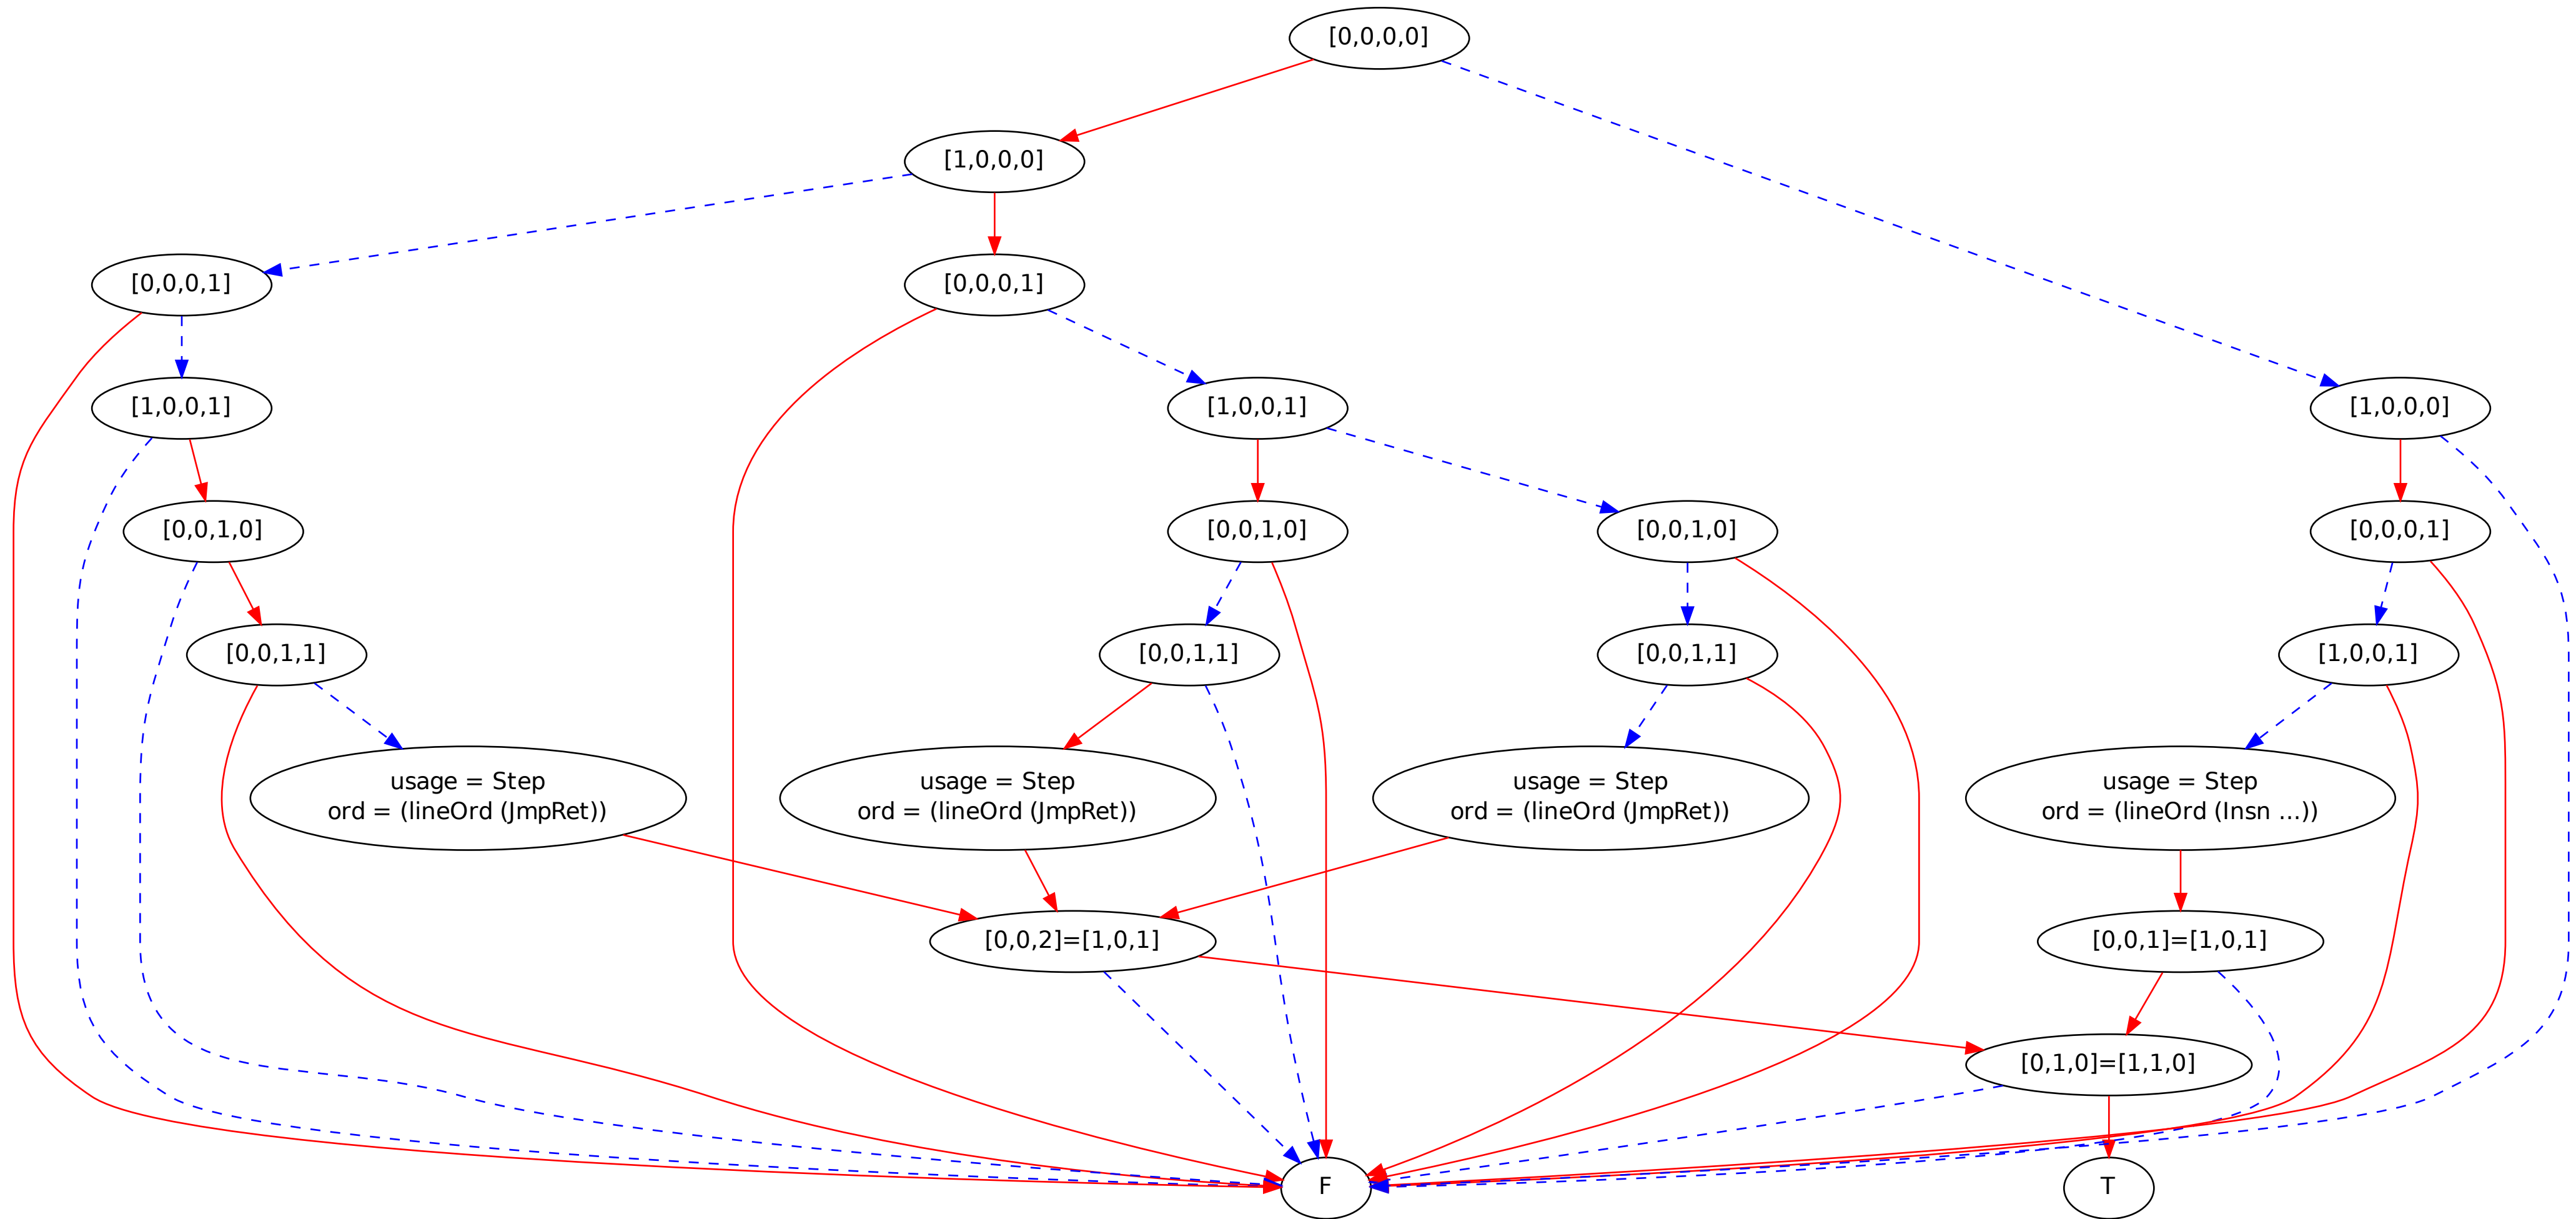 [0,0,0,0]
[1,0,0,0]
[0,0,0,1]
[0,0,0,1]
[1,0,0,1]
[1,0,0,1]
[1,0,0,0]
[0,0,1,0]
[0,0,1,0]
[0,0,1,0]
[0,0,0,1]
[0,0,1,1]
[0,0,1,1]
[0,0,1,1]
[1,0,0,1]
usage = Step
ord = (lineOrd (JmpRet))
usage = Step
ord = (lineOrd (JmpRet))
usage = Step
ord = (lineOrd (JmpRet))
usage = Step
ord = (lineOrd (Insn ...))
[0,0,2]=[1,0,1]
[0,0,1]=[1,0,1]
[0,1,0]=[1,1,0]
F
T